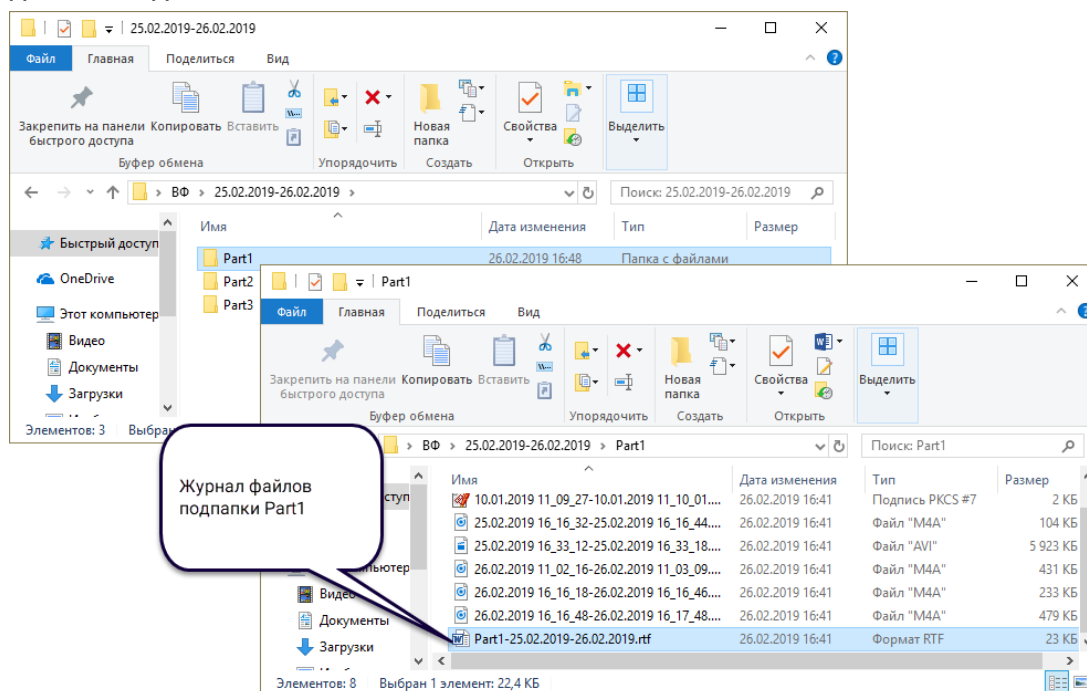 25.02.2019-26.02.2019
Файл Главная Поделиться Вид
Закрепить на панели быстрого доступа
Копировать
Вставить
Новая папка
Свойства
Выделить
Буфер обмена Упорядочить Создать Открыть
ВФ › 25.02.2019-26.02.2019 ›
Поиск: 25.02.2019-26.02.2019
Имя Дата изменения Тип Размер
Быстрый доступ
OneDrive
Этот компьютер
Видео
Документы
Загрузки
Part1 26.02.2019 16:48 Папка с файлами
Part2
Part3
Элементов: 3
Part1
Файл Главная Поделиться Вид
Закрепить на панели быстрого доступа
Копировать
Вставить
Новая папка
Свойства
Выделить
Буфер обмена Упорядочить Создать Открыть
ВФ › 25.02.2019-26.02.2019 › Part1
Поиск: Part1
Имя Дата изменения Тип Размер
10.01.2019 11_09_27-10.01.2019 11_10_01.... 26.02.2019 16:41 Подпись PKCS #7 2 КБ
25.02.2019 16_16_32-25.02.2019 16_16_44.... 26.02.2019 16:41 Файл "M4A" 104 КБ
25.02.2019 16_33_12-25.02.2019 16_33_18.... 26.02.2019 16:41 Файл "AVI" 5 923 КБ
26.02.2019 11_02_16-26.02.2019 11_03_09.... 26.02.2019 16:41 Файл "M4A" 431 КБ
26.02.2019 16_16_18-26.02.2019 16_16_46.... 26.02.2019 16:41 Файл "M4A" 233 КБ
26.02.2019 16_16_48-26.02.2019 16_17_48.... 26.02.2019 16:41 Файл "M4A" 479 КБ
Part1-25.02.2019-26.02.2019.rtf 26.02.2019 16:41 Формат RTF 23 КБ
Видео
Документы
Загрузки
Элементов: 8 Выбран 1 элемент: 22,4 КБ
Журнал файлов
подпапки Part1